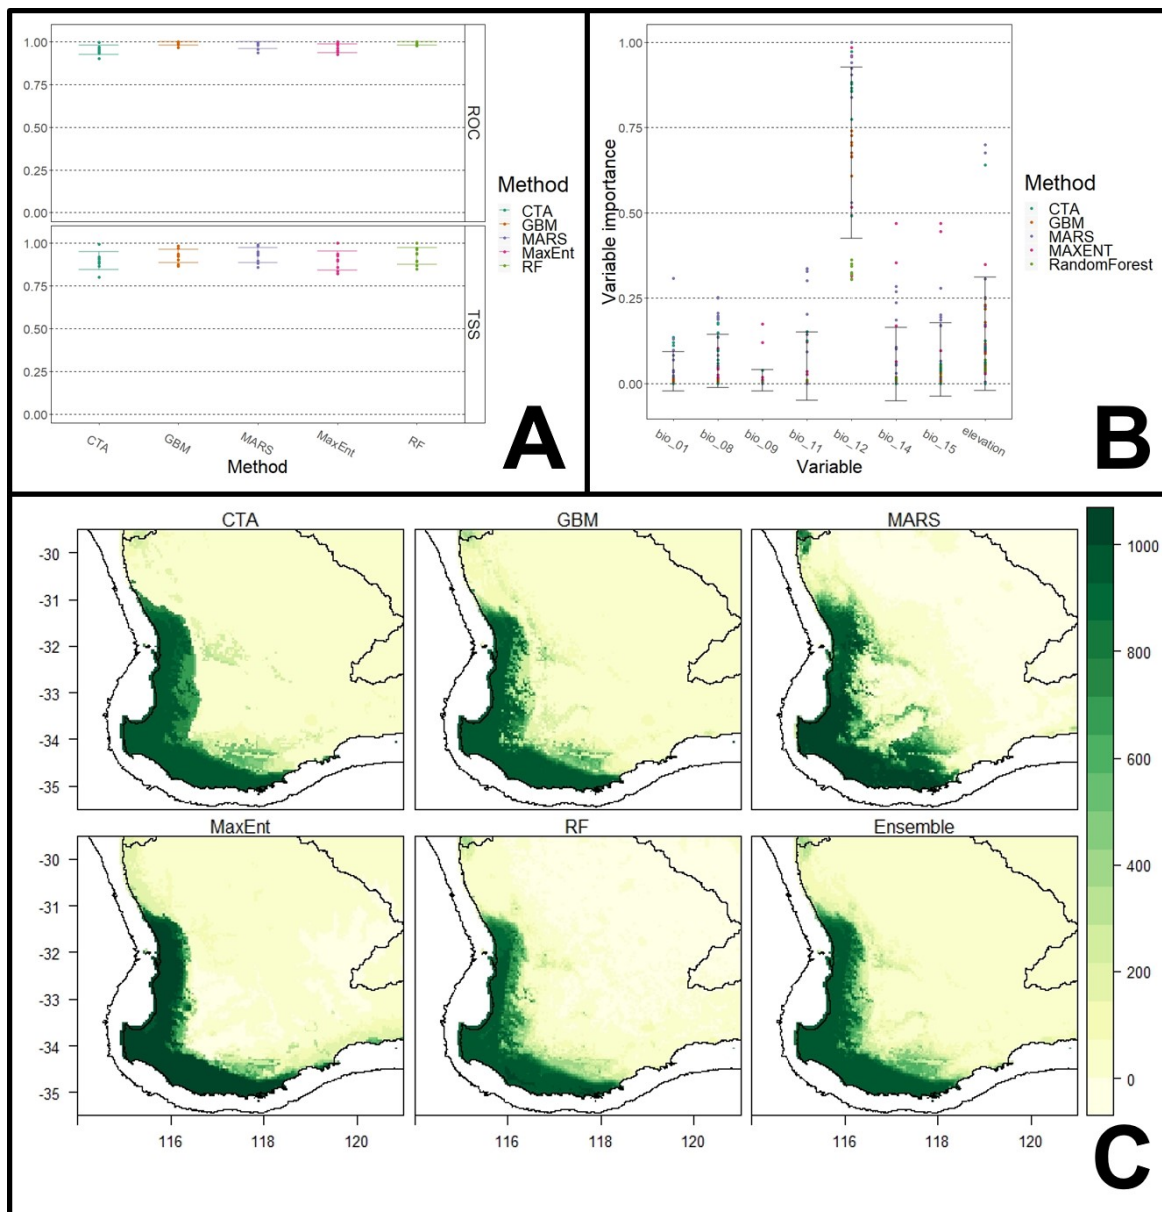 1.00
0.75
0.50
0.25
0.00
ROC
1.00
0.75
0.50
0.25
0.00
TSS
CTA GBM MARS MaxEnt RF
Method
Method
CTA
GBM
MARS
MaxEnt
RF
A
Variable importance
1.00
0.75
0.50
0.25
0.00
bio_01 bio_08 bio_09 bio_11 bio_12 bio_14 bio_15 elevation
Variable
Method
CTA
GBM
MARS
MAXENT
RandomForest
B
CTA GBM MARS
-30
-31
-32
-33
-34
-35
MaxEnt RF Ensemble
-30
-31
-32
-33
-34
-35
116 118 120 116 118 120 116 118 120
1000
800
600
400
200
0
C